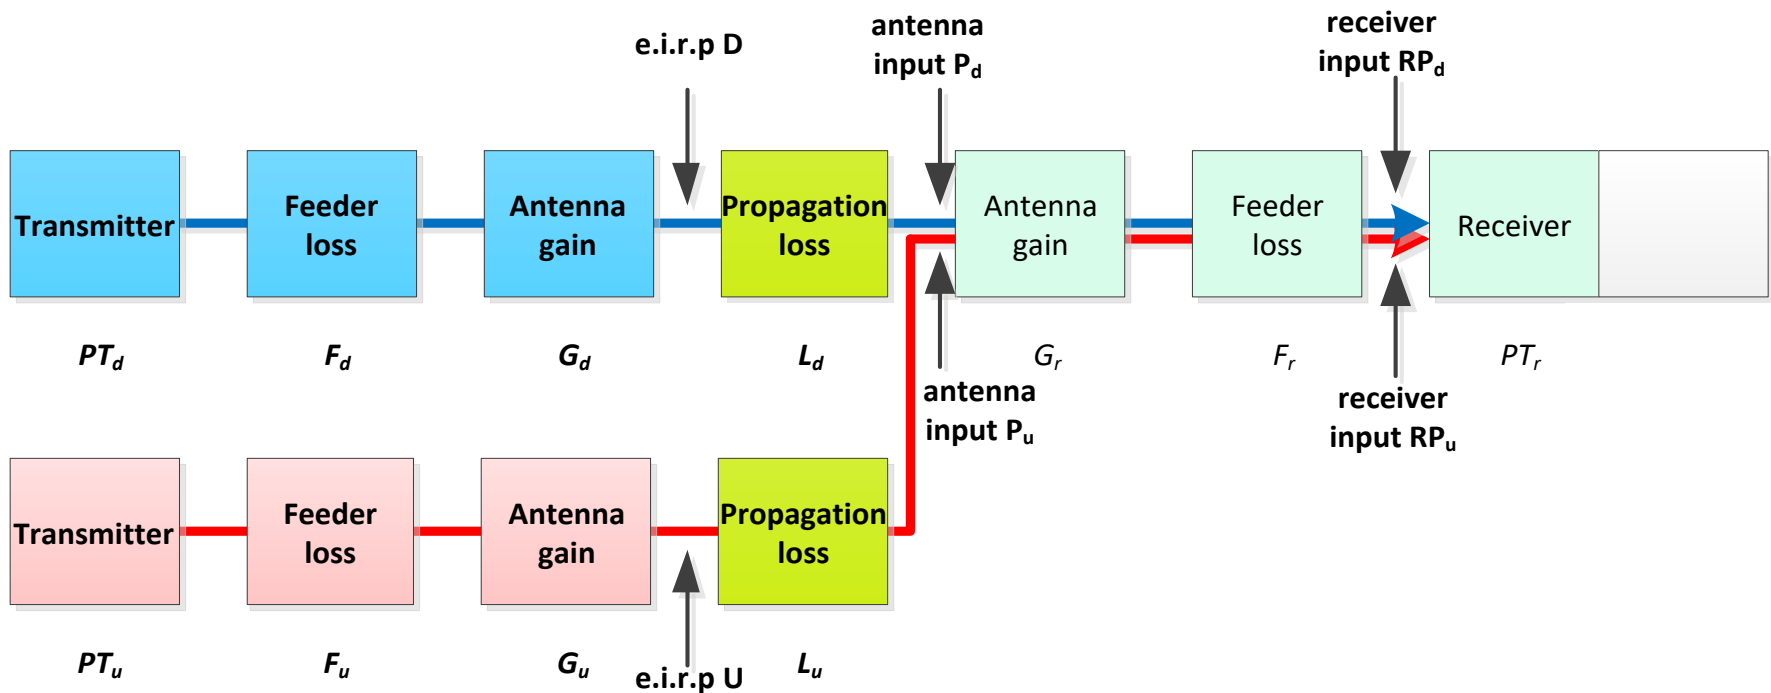 e.i.r.p D
antenna
input Pd
receiver
input RPd
Transmitter
Feeder
loss
Antenna
gain
Propagation
loss
Antenna
gain
Feeder
loss
Receiver
PTd
Fd
Gd
Ld
Gr
Fr
PTr
antenna
input Pu
receiver
input RPu
Transmitter
Feeder
loss
Antenna
gain
Propagation
loss
PTu
Fu
Gu
e.i.r.p U
Lu